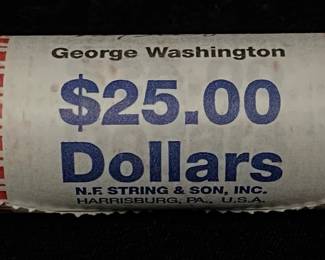 George Washington
$25.00
Dollars
N.F. STRING & SON, INC.
HARRISBURG, PA., U.S.A.